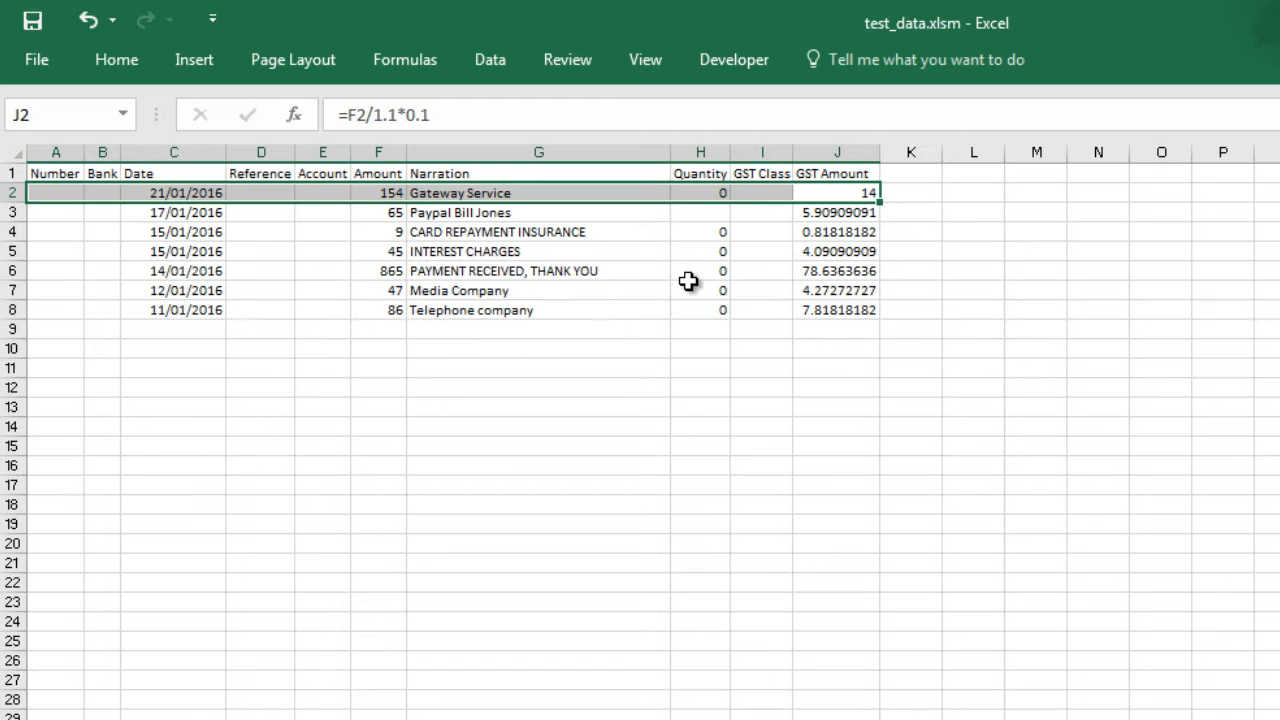 test_data.xlsm - Excel
File Home Insert Page Layout Formulas Data Review View Developer Tell me what you want to do
J2 fx =F2/1.1*0.1
A B C D E F G H I J K L M N O P
1 Number Bank Date Reference Account Amount Narration Quantity GST Class GST Amount
2 21/01/2016 154 Gateway Service 0 14
3 17/01/2016 65 Paypal Bill Jones 5.90909091
4 15/01/2016 9 CARD REPAYMENT INSURANCE 0 0.81818182
5 15/01/2016 45 INTEREST CHARGES 0 4.09090909
6 14/01/2016 865 PAYMENT RECEIVED, THANK YOU 0 78.6363636
7 12/01/2016 47 Media Company 0 4.27272727
8 11/01/2016 86 Telephone company 0 7.81818182
9
10
11
12
13
14
15
16
17
18
19
20
21
22
23
24
25
26
27
28
29